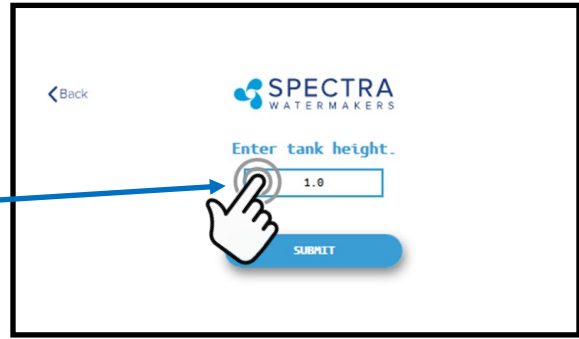 Back
SPECTRA
WATERMAKERS
Enter tank height.
1.0
SUBMIT